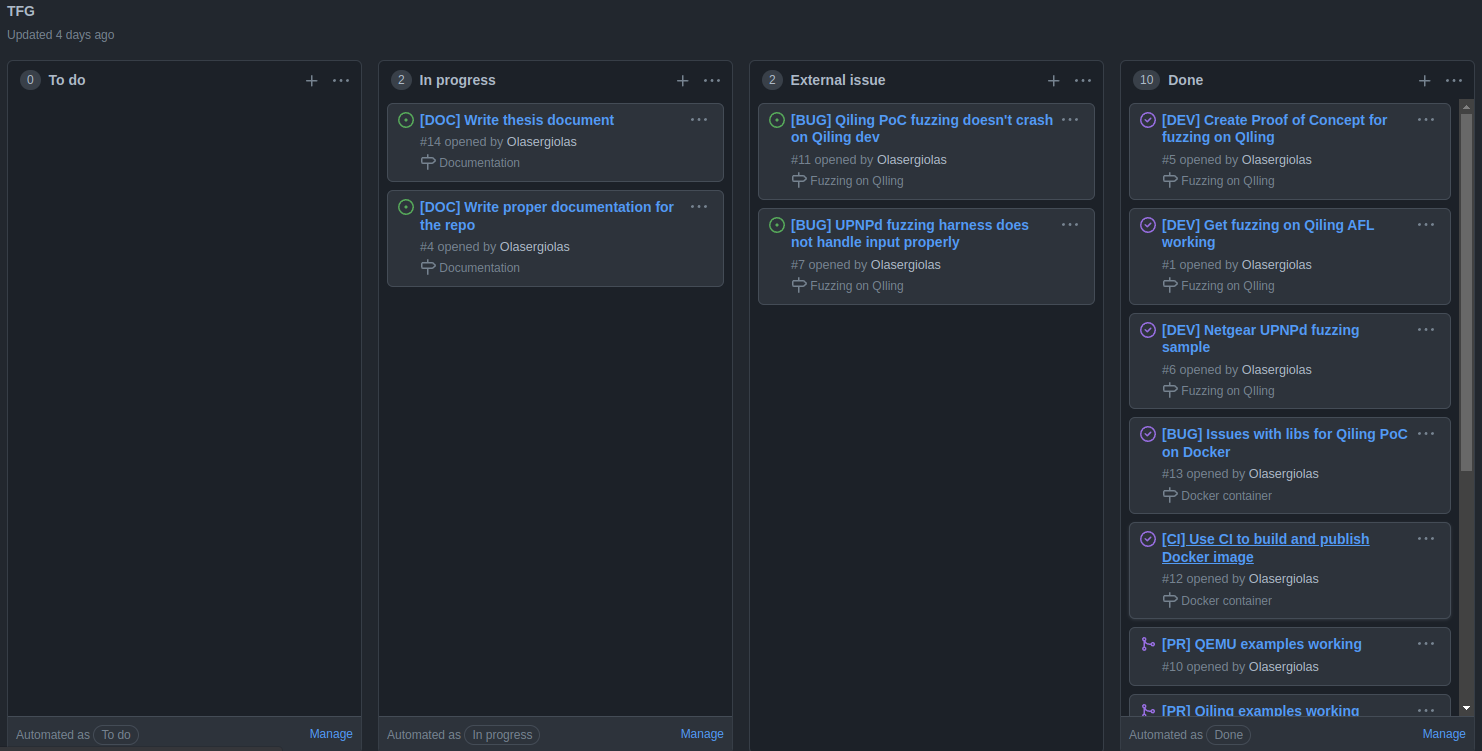 TFG
Updated 4 days ago
0 To do
2 In progress
[DOC] Write thesis document
#14 opened by Olasergiolas
Documentation
[DOC] Write proper documentation for
the repo
#4 opened by Olasergiolas
Documentation
2 External issue
[BUG] Qiling PoC fuzzing doesn't crash
on Qiling dev
#11 opened by Olasergiolas
Fuzzing on QIling
[BUG] UPNPd fuzzing harness does
not handle input properly
#7 opened by Olasergiolas
Fuzzing on QIling
10 Done
[DEV] Create Proof of Concept for
fuzzing on QIling
#5 opened by Olasergiolas
Fuzzing on QIling
[DEV] Get fuzzing on Qiling AFL
working
#1 opened by Olasergiolas
Fuzzing on QIling
[DEV] Netgear UPNPd fuzzing
sample
#6 opened by Olasergiolas
Fuzzing on QIling
[BUG] Issues with libs for Qiling PoC
on Docker
#13 opened by Olasergiolas
Docker container
[CI] Use CI to build and publish
Docker image
#12 opened by Olasergiolas
Docker container
[PR] QEMU examples working
#10 opened by Olasergiolas
[PR] Qiling examples working
Automated as To do Manage
Automated as In progress Manage
Automated as Done Manage